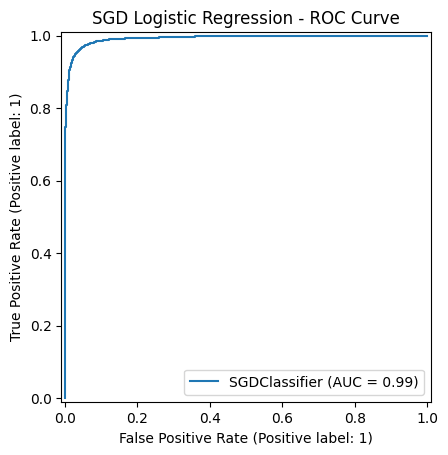 SGD Logistic Regression - ROC Curve
True Positive Rate (Positive label: 1)
1.0
0.8
0.6
0.4
0.2
0.0
SGDClassifier (AUC = 0.99)
0.0 0.2 0.4 0.6 0.8 1.0
False Positive Rate (Positive label: 1)